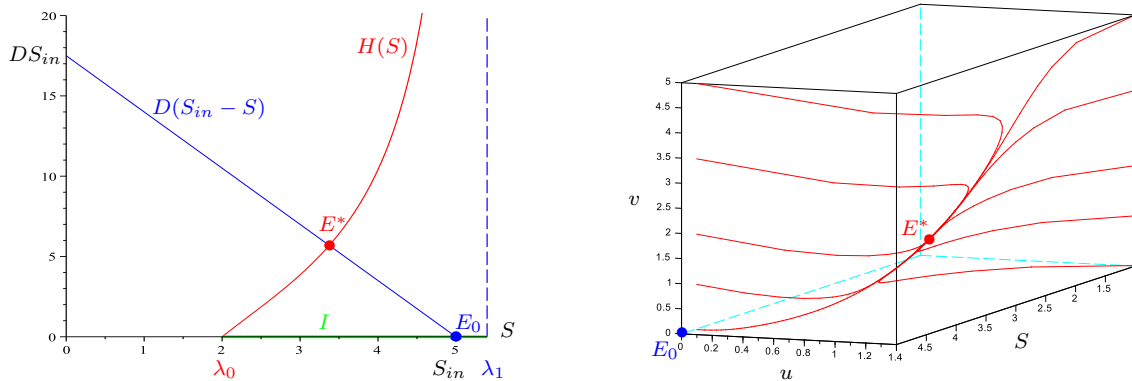 20
15
10
5
0
DS_in
H(S)
D(S_in − S)
E*
I
E_0
S
0 1 2 3 4 5
λ_0
S_in
λ_1
5
4.5
4
3.5
3
2.5
2
1.5
1
0.5
0
v
E*
E_0
0 0.2 0.4 0.6 0.8 1 1.2 1.4
u
4.5 4 3.5 3 2.5 2 1.5
S